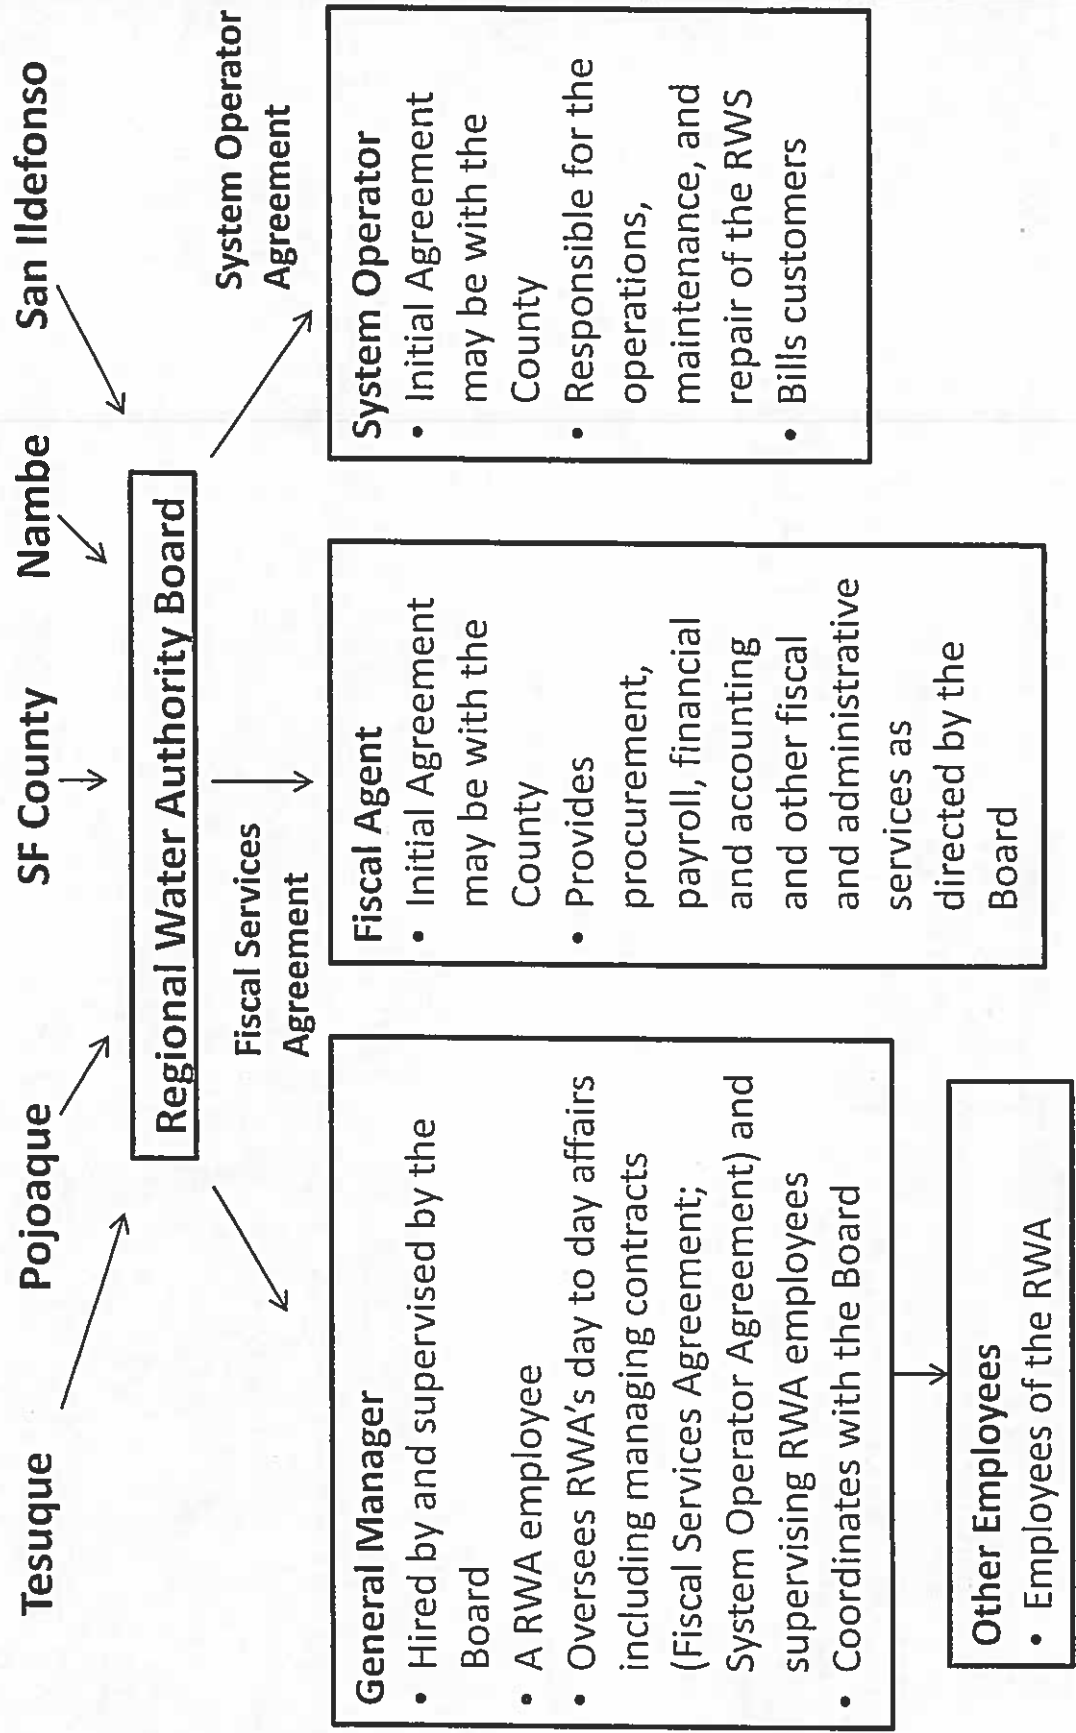 Tesuque Pojoaque SF County Nambe San Ildefonso
Regional Water Authority Board
Fiscal Services
Agreement
System Operator
Agreement
General Manager
• Hired by and supervised by the
Board
• A RWA employee
• Oversees RWA's day to day affairs
including managing contracts
(Fiscal Services Agreement;
System Operator Agreement) and
supervising RWA employees
• Coordinates with the Board
Fiscal Agent
• Initial Agreement
may be with the
County
• Provides
procurement,
payroll, financial
and accounting
and other fiscal
and administrative
services as
directed by the
Board
System Operator
• Initial Agreement
may be with the
County
• Responsible for the
operations,
maintenance, and
repair of the RWS
• Bills customers
Other Employees
• Employees of the RWA